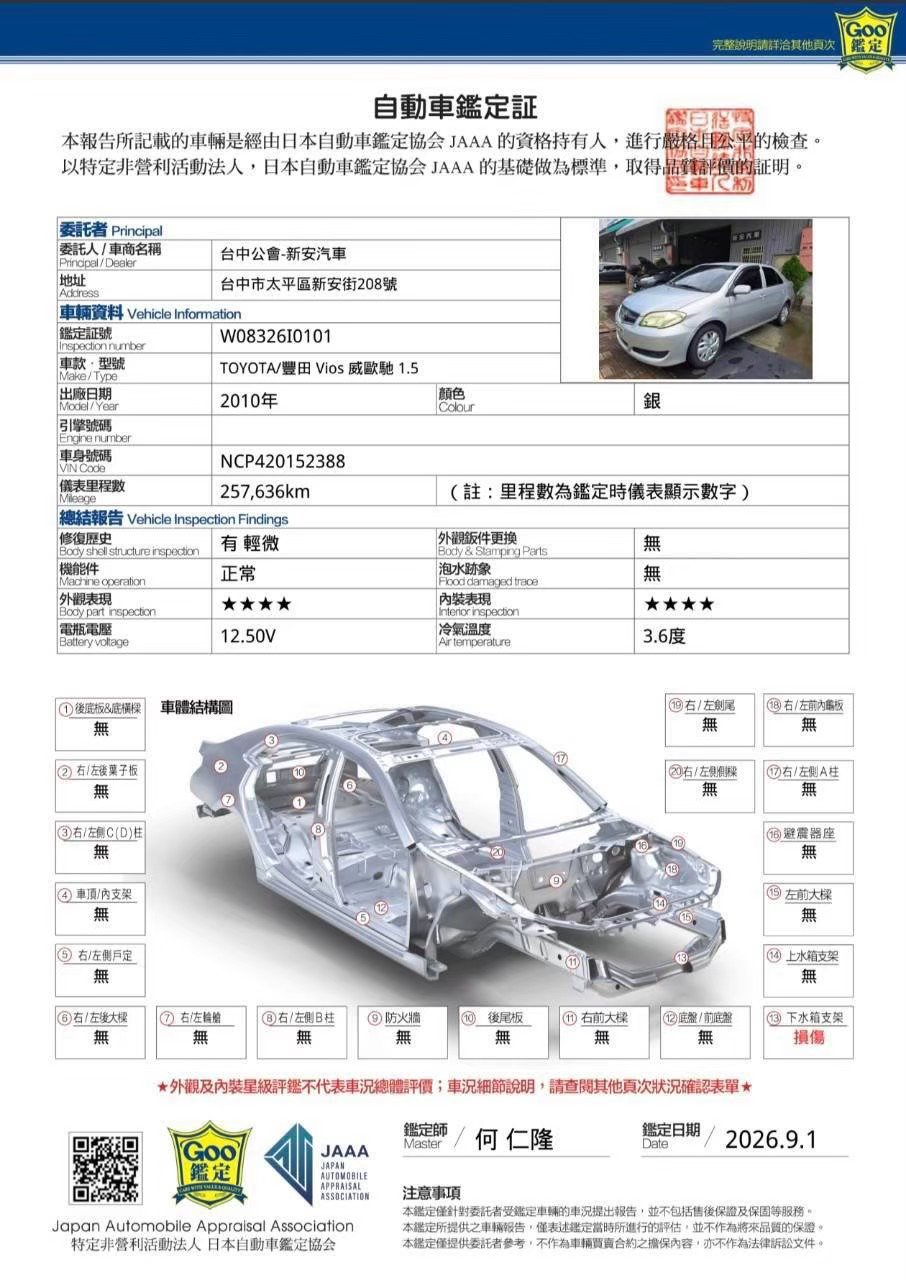 完整說明請詳洽其他頁次
Goo
鑑定
自動車鑑定証
本報告所記載的車輛是經由日本自動車鑑定協会 JAAA 的資格持有人，進行嚴格且公平的檢查。
以特定非營利活動法人，日本自動車鑑定協会 JAAA 的基礎做為標準，取得品質評價的証明。
委託者 Principal
委託人 / 車商名稱
Principal / Dealer
台中公會-新安汽車
地址
Address
台中市太平區新安街208號
車輛資料 Vehicle Information
鑑定証號
Inspection number
W08326I0101
車款 · 型號
Make / Type
TOYOTA/豐田 Vios 威歐馳 1.5
出廠日期
Model / Year
2010年
顏色
Colour
銀
引擎號碼
Engine number
車身號碼
VIN Code
NCP420152388
儀表里程數
Mileage
257,636km
（註：里程數為鑑定時儀表顯示數字）
總結報告 Vehicle Inspection Findings
修復歷史
Body shell structure inspection
有 輕微
外觀鈑件更換
Body & Stamping Parts
無
機能件
Machine operation
正常
泡水跡象
Flood damaged trace
無
外觀表現
Body part inspection
★★★★
內裝表現
Interior inspection
★★★★
電瓶電壓
Battery voltage
12.50V
冷氣溫度
Air temperature
3.6度
車體結構圖
①後底板&底橫樑
無
②右/左後葉子板
無
③右/左側C(D)柱
無
④車頂/內支架
無
⑤右/左側戶定
無
⑥右/左後大樑
無
⑦右/左輪艙
無
⑧右/左側B柱
無
⑨防火牆
無
⑩後尾板
無
⑪右前大樑
無
⑫底盤/前底盤
無
⑬下水箱支架
損傷
⑭上水箱支架
無
⑮左前大樑
無
⑯避震器座
無
⑰右/左側A柱
無
⑱右/左前內龜板
無
⑲右/左劍尾
無
⑳右/左側側樑
無
★外觀及內裝星級評鑑不代表車況總體評價；車況細節說明，請查閱其他頁次狀況確認表單★
Goo
鑑定
JAAA
JAPAN
AUTOMOBILE
APPRAISAL
ASSOCIATION
Japan Automobile Appraisal Association
特定非營利活動法人 日本自動車鑑定協会
鑑定師
Master
/ 何 仁隆
鑑定日期
Date
/ 2026.9.1
注意事項
本鑑定僅針對委託者受鑑定車輛的車況提出報告，並不包括售後保證及保固等服務。
本鑑定所提供之車輛報告，僅表述鑑定當時所進行的評估，並不作為將來品質的保證。
本鑑定僅提供委託者參考，不作為車輛買賣合約之擔保內容，亦不作為法律訴訟文件。